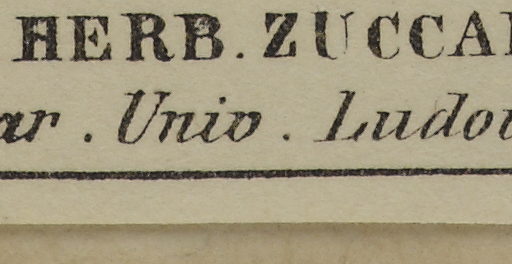 HERB. ZUCCA
ar. Univ. Ludo